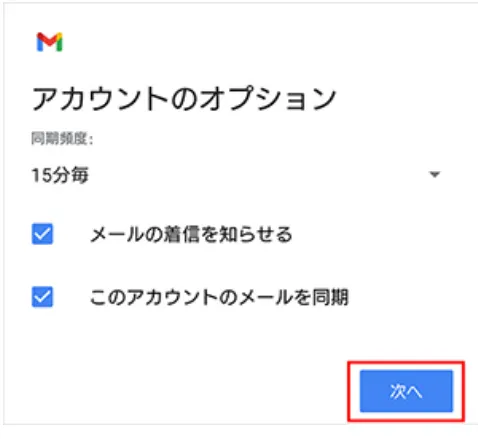 アカウントのオプション
同期頻度:
15分毎
メールの着信を知らせる
このアカウントのメールを同期
次へ